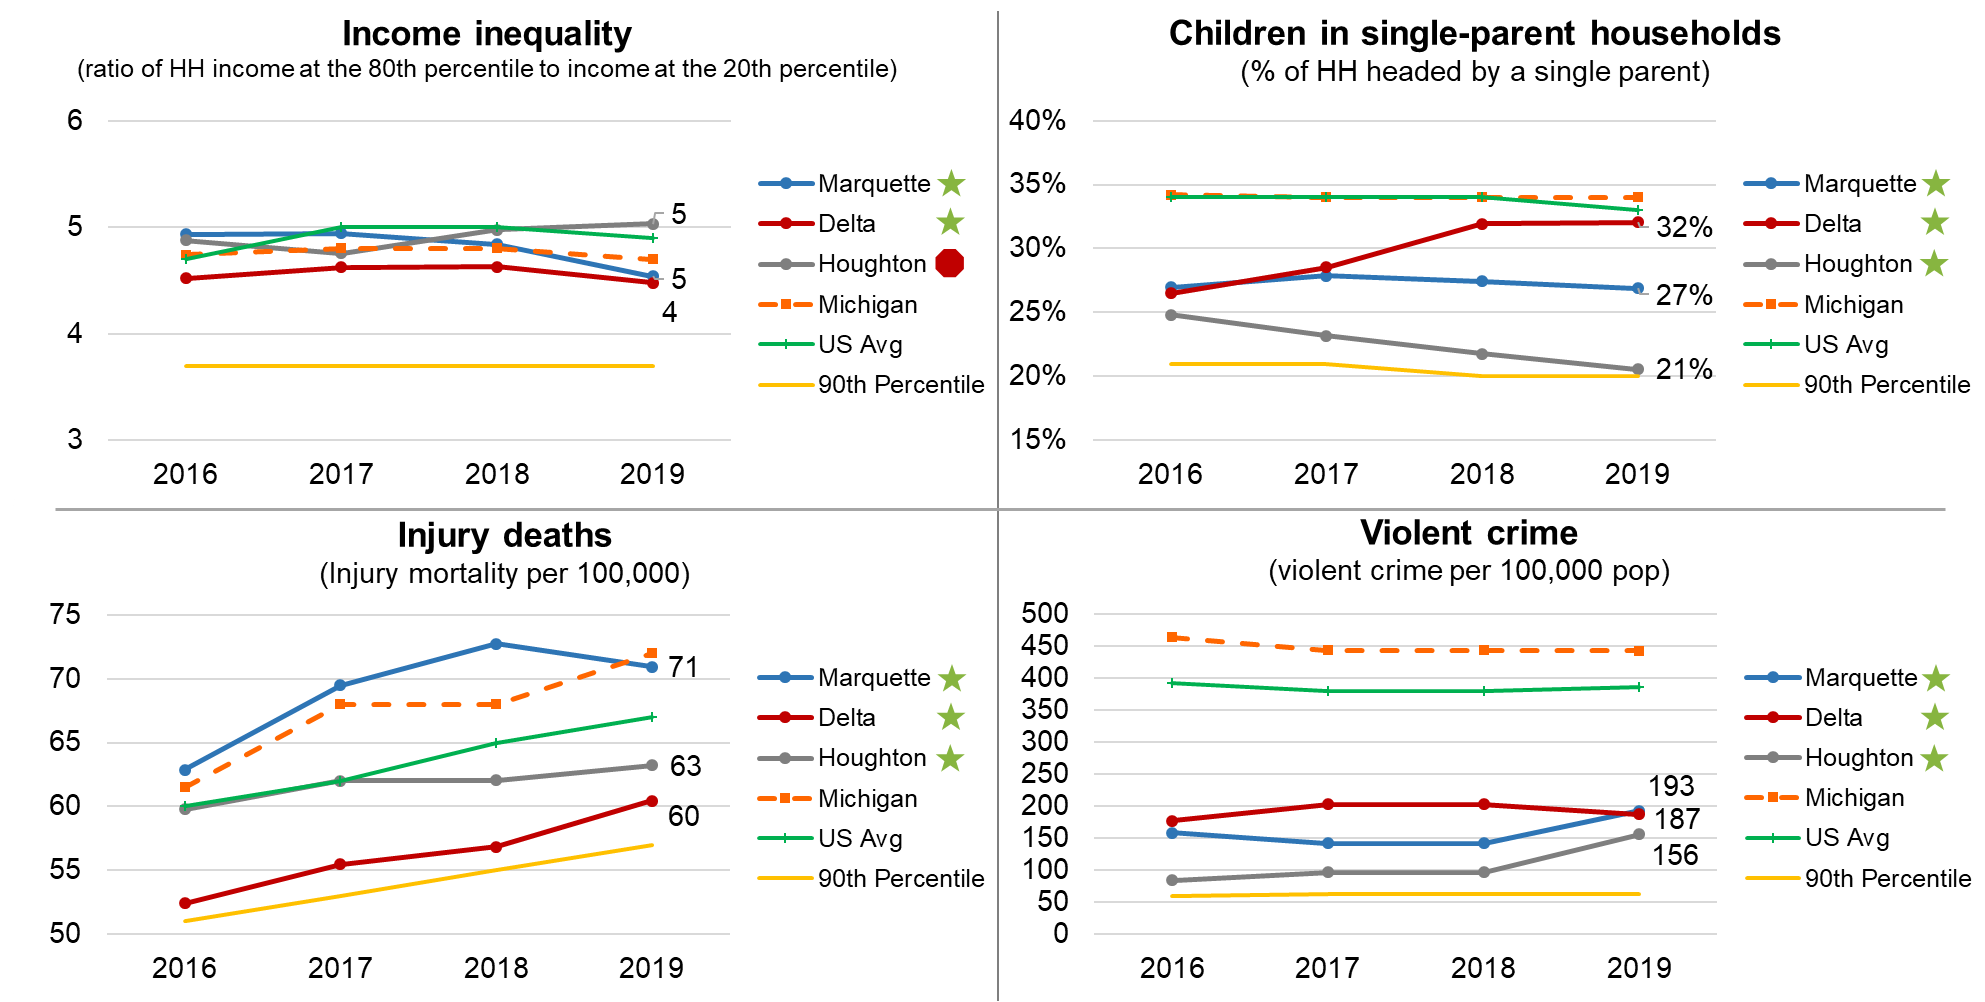 Income inequality
(ratio of HH income at the 80th percentile to income at the 20th percentile)
6
5
4
3
5
5
4
2016 2017 2018 2019
Marquette
Delta
Houghton
Michigan
US Avg
90th Percentile
Children in single-parent households
(% of HH headed by a single parent)
40%
35%
30%
25%
20%
15%
32%
27%
21%
2016 2017 2018 2019
Marquette
Delta
Houghton
Michigan
US Avg
90th Percentile
Injury deaths
(Injury mortality per 100,000)
75
70
65
60
55
50
71
63
60
2016 2017 2018 2019
Marquette
Delta
Houghton
Michigan
US Avg
90th Percentile
Violent crime
(violent crime per 100,000 pop)
500
450
400
350
300
250
200
150
100
50
0
193
187
156
2016 2017 2018 2019
Marquette
Delta
Houghton
Michigan
US Avg
90th Percentile